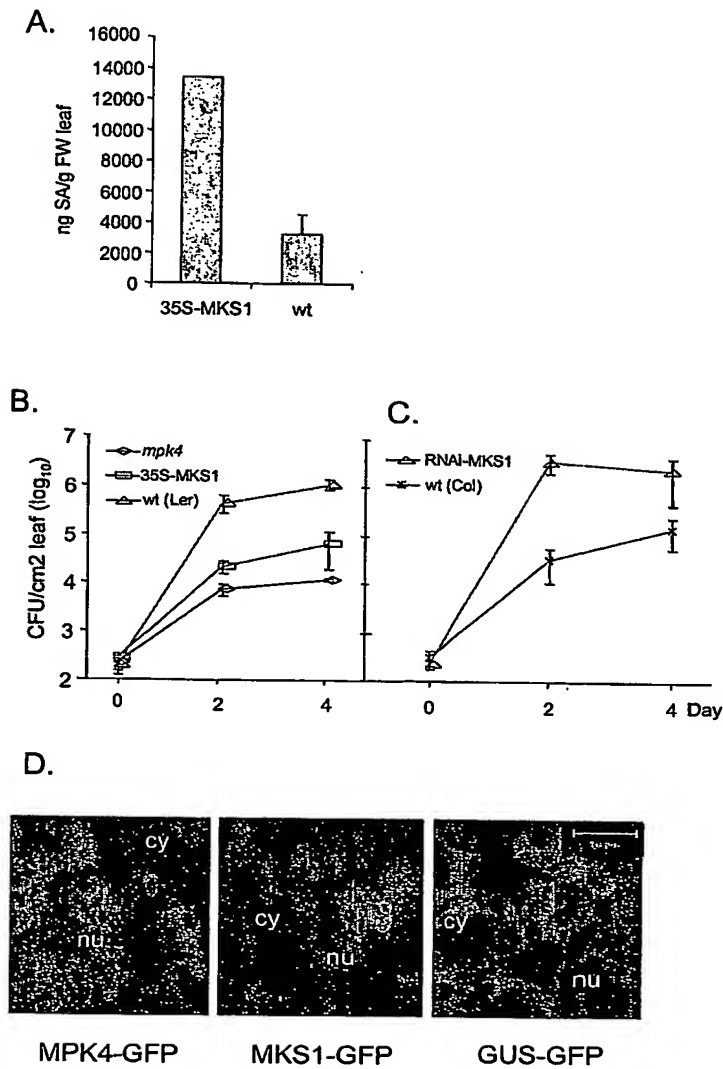 A.
16000
14000
12000
10000
8000
6000
4000
2000
0
ng SA/g FW leaf
35S-MKS1 wt
B.
7
6
5
4
3
2
CFU/cm2 leaf (log10)
mpk4
35S-MKS1
wt (Ler)
0 2 4
C.
RNAi-MKS1
wt (Col)
0 2 4 Day
D.
cy
nu
cy
nu
cy
nu
MPK4-GFP MKS1-GFP GUS-GFP